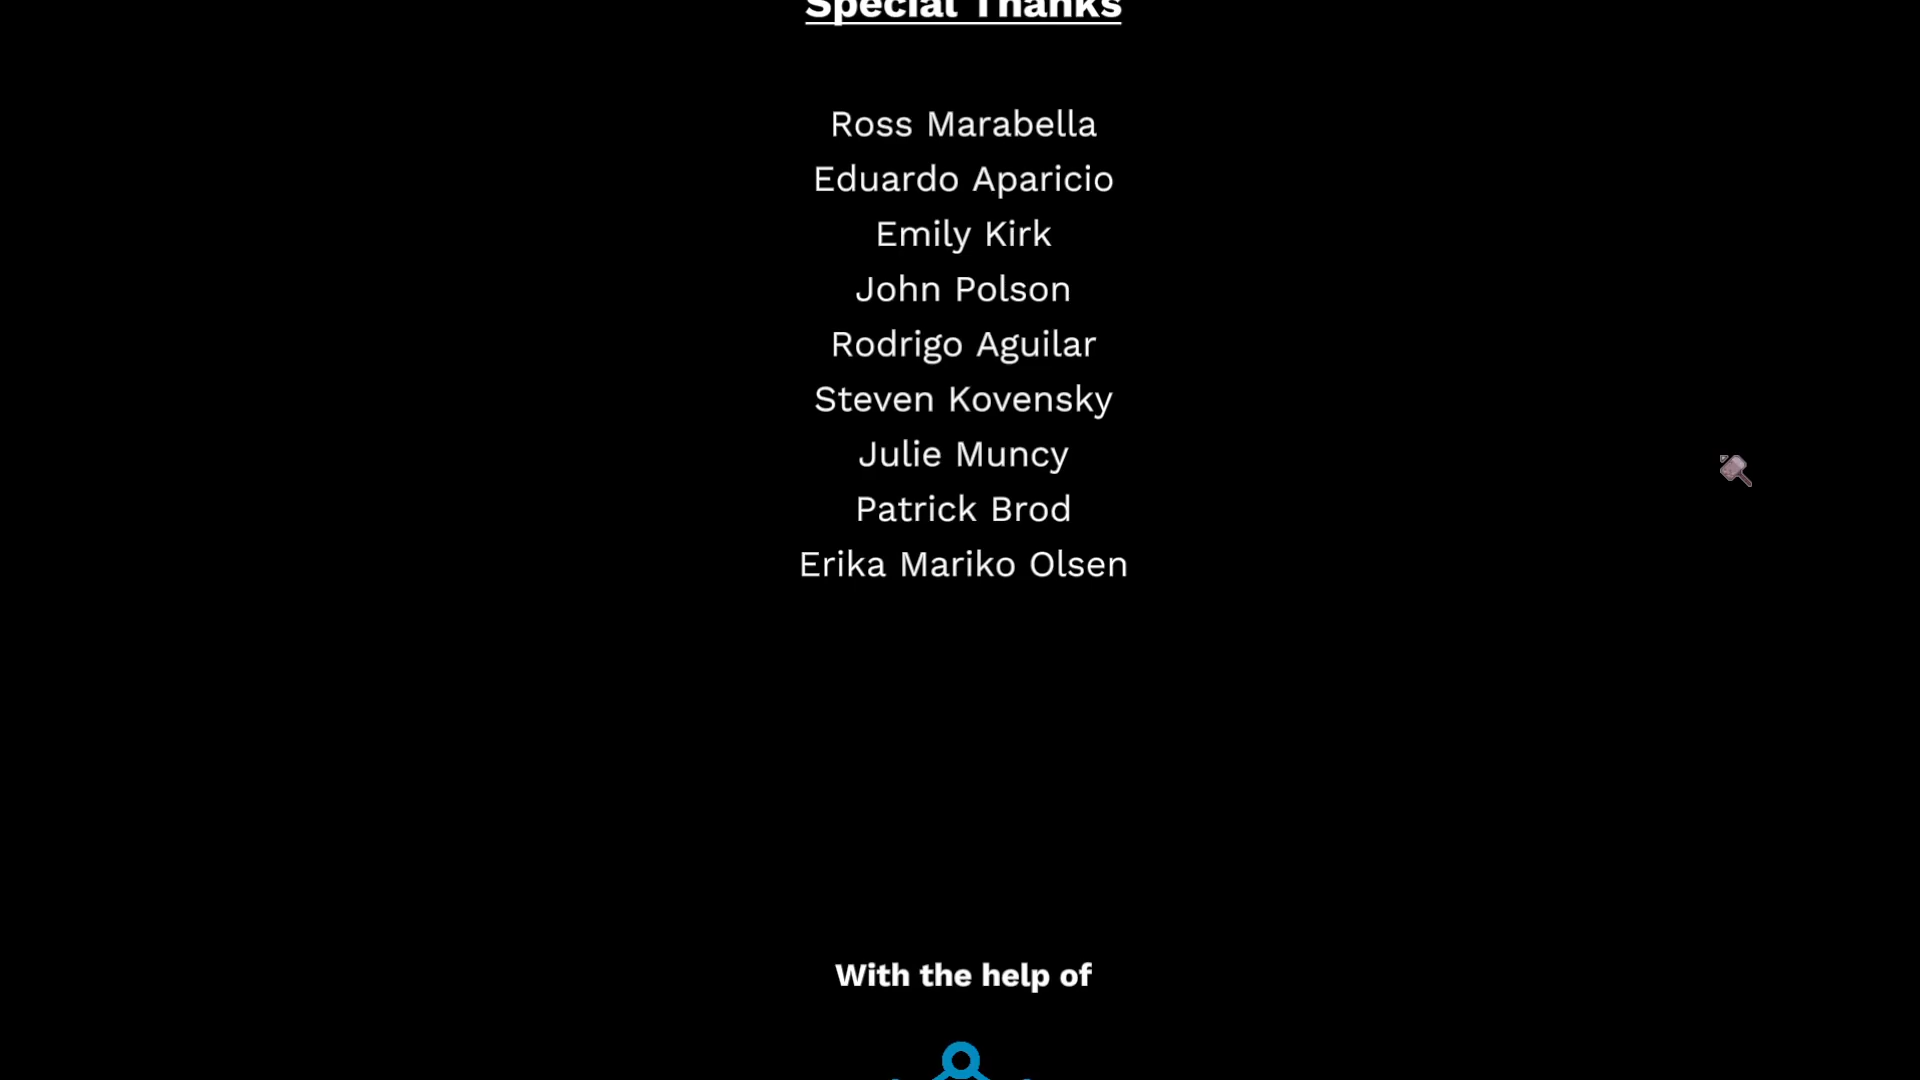 Special Thanks
Ross Marabella
Eduardo Aparicio
Emily Kirk
John Polson
Rodrigo Aguilar
Steven Kovensky
Julie Muncy
Patrick Brod
Erika Mariko Olsen
With the help of